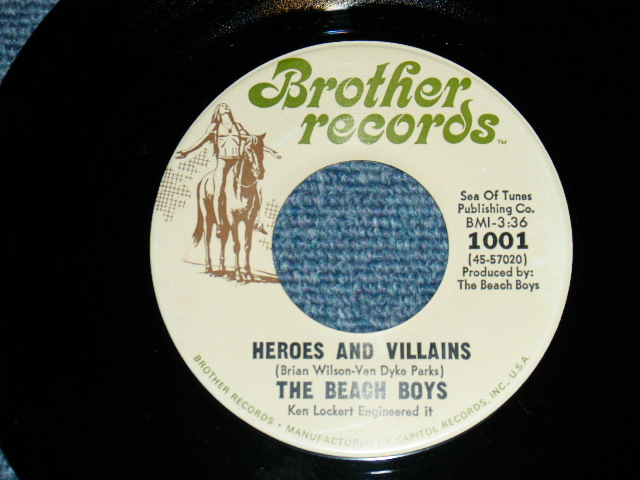 Brother
records™
Sea Of Tunes
Publishing Co.
BMI-3:36
1001
(45-57020)
Produced by:
The Beach Boys
HEROES AND VILLAINS
(Brian Wilson-Van Dyke Parks)
THE BEACH BOYS
Ken Lockert Engineered it
BROTHER RECORDS • MANUFACTURED BY CAPITOL RECORDS, INC., U.S.A.